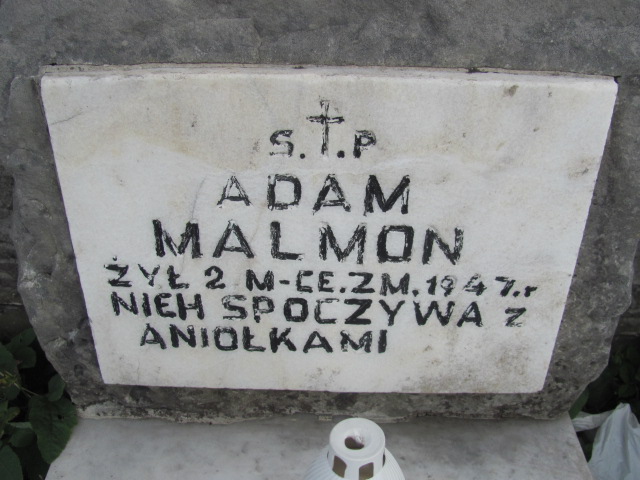 S. † .P
ADAM
MALMON
ŻYŁ 2 M-CE. ZM. 1947.r
NIEH SPOCZYWA Z
ANIOŁKAMI